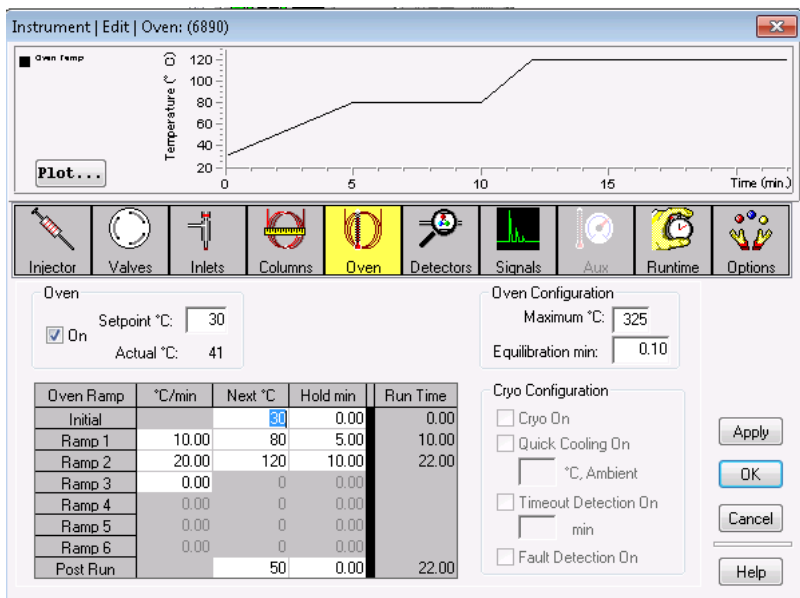 Instrument | Edit | Oven: (6890)
Oven Temp
Temperature (° C)
120
100
80
60
40
20
0 5 10 15 Time (min.)
Plot...
Injector Valves Inlets Columns Oven Detectors Signals Aux Runtime Options
Oven
On
Setpoint °C: 30
Actual °C: 41
Oven Configuration
Maximum °C: 325
Equilibration min: 0.10
Oven Ramp °C/min Next °C Hold min Run Time
Initial 30 0.00 0.00
Ramp 1 10.00 80 5.00 10.00
Ramp 2 20.00 120 10.00 22.00
Ramp 3 0.00 0 0.00
Ramp 4 0.00 0 0.00
Ramp 5 0.00 0 0.00
Ramp 6 0.00 0 0.00
Post Run 50 0.00 22.00
Cryo Configuration
Cryo On
Quick Cooling On
°C, Ambient
Timeout Detection On
min
Fault Detection On
Apply
OK
Cancel
Help